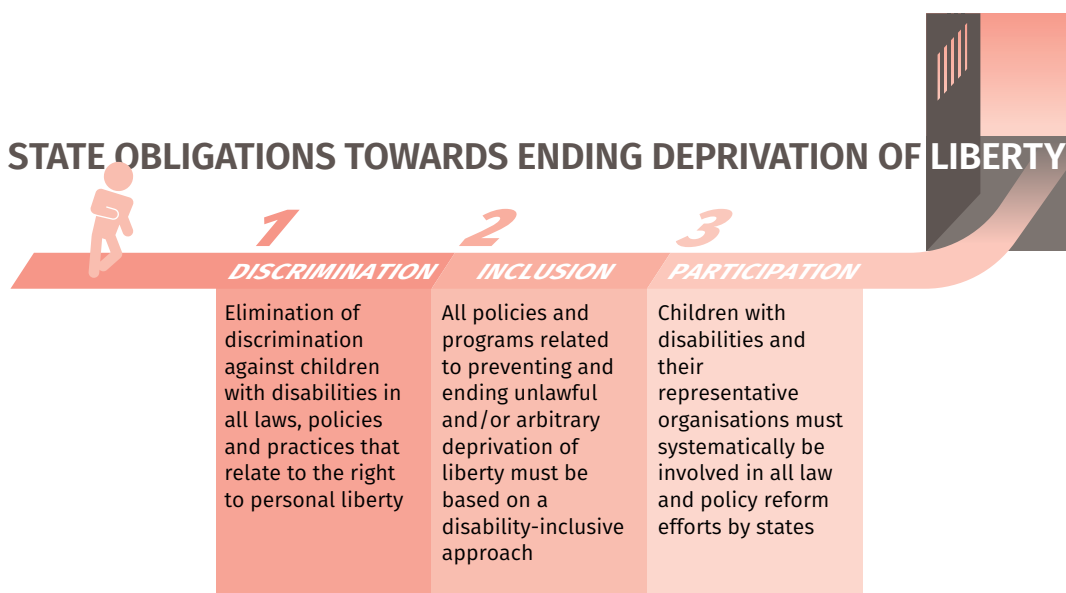 STATE OBLIGATIONS TOWARDS ENDING DEPRIVATION OF LIBERTY
1
DISCRIMINATION
Elimination of
discrimination
against children
with disabilities in
all laws, policies
and practices that
relate to the right
to personal liberty
2
INCLUSION
All policies and
programs related
to preventing and
ending unlawful
and/or arbitrary
deprivation of
liberty must be
based on a
disability-inclusive
approach
3
PARTICIPATION
Children with
disabilities and
their
representative
organisations must
systematically be
involved in all law
and policy reform
efforts by states